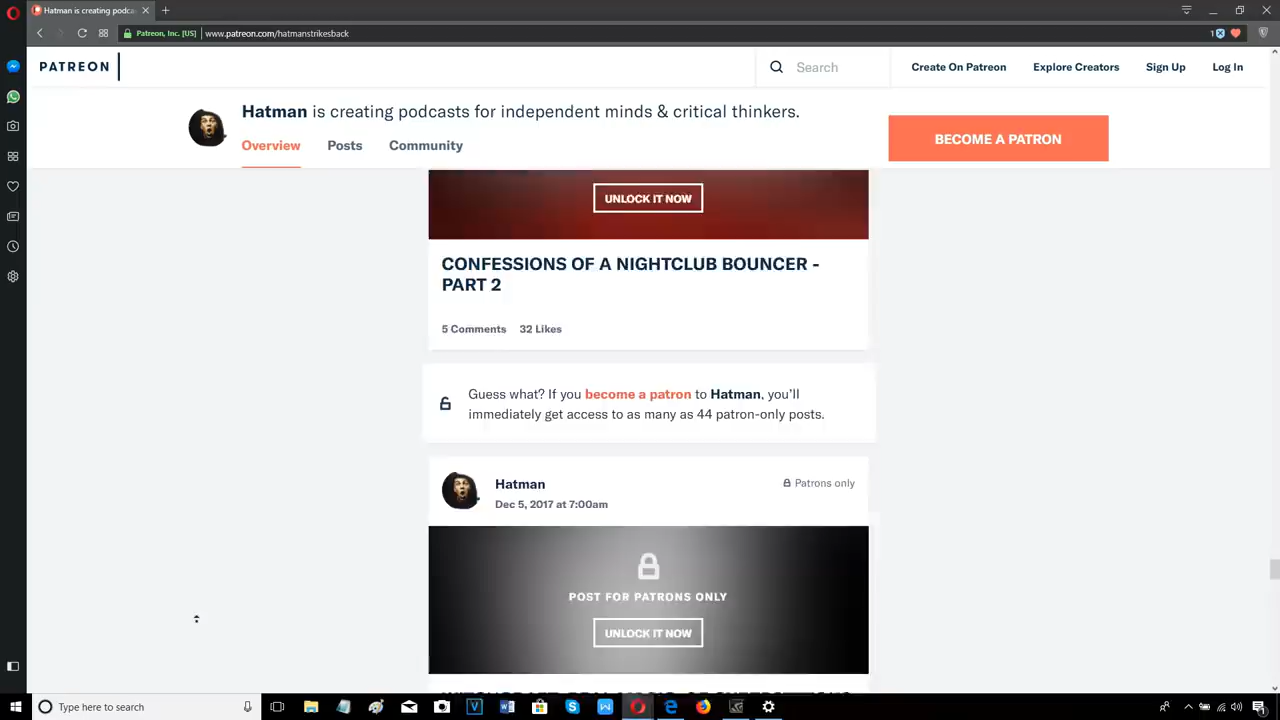 Hatman is creating podca
Patreon, Inc. [US]
www.patreon.com/hatmanstrikesback
1
PATREON
Search
Create On Patreon
Explore Creators
Sign Up
Log In
Hatman is creating podcasts for independent minds & critical thinkers.
Overview
Posts
Community
BECOME A PATRON
UNLOCK IT NOW
CONFESSIONS OF A NIGHTCLUB BOUNCER -
PART 2
5 Comments 32 Likes
Guess what? If you become a patron to Hatman, you'll
immediately get access to as many as 44 patron-only posts.
Hatman
Patrons only
Dec 5, 2017 at 7:00am
POST FOR PATRONS ONLY
UNLOCK IT NOW
Type here to search